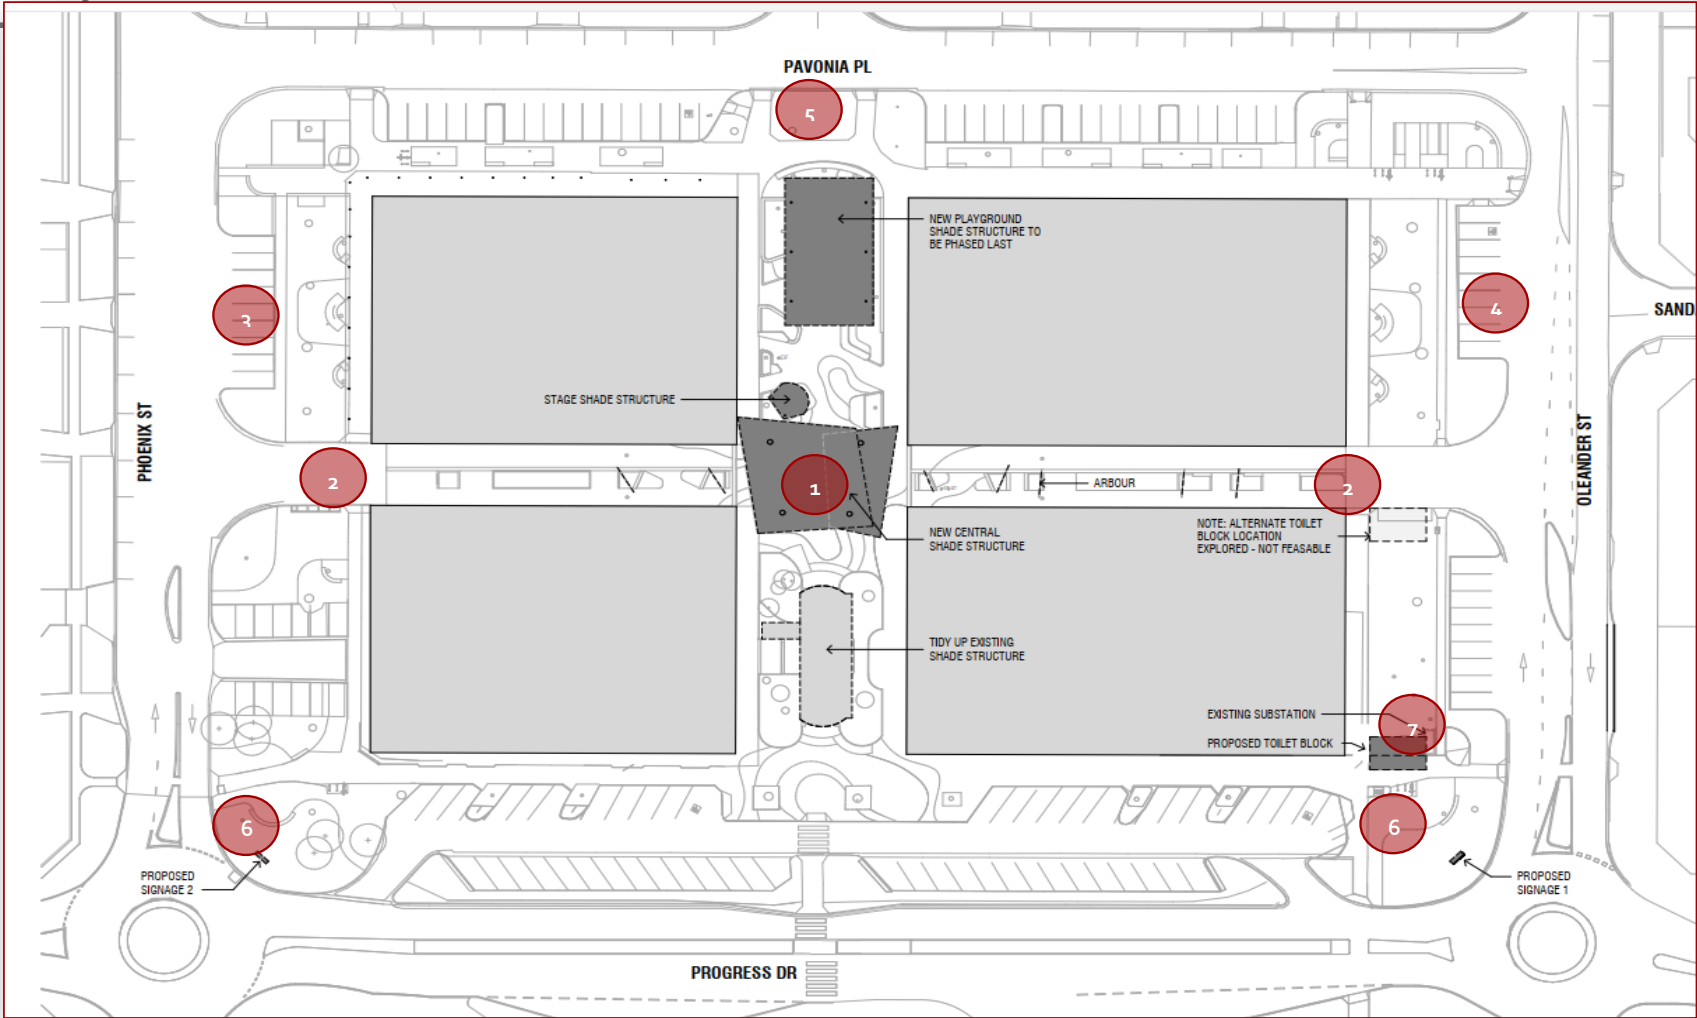 PAVONIA PL
5
NEW PLAYGROUND
SHADE STRUCTURE TO
BE PHASED LAST
3
4
SAND
STAGE SHADE STRUCTURE
PHOENIX ST
OLEANDER ST
2
1
ARBOUR
2
NEW CENTRAL
SHADE STRUCTURE
NOTE: ALTERNATE TOILET
BLOCK LOCATION
EXPLORED - NOT FEASABLE
TIDY UP EXISTING
SHADE STRUCTURE
EXISTING SUBSTATION
7
PROPOSED TOILET BLOCK
6
6
PROPOSED
SIGNAGE 2
PROPOSED
SIGNAGE 1
PROGRESS DR